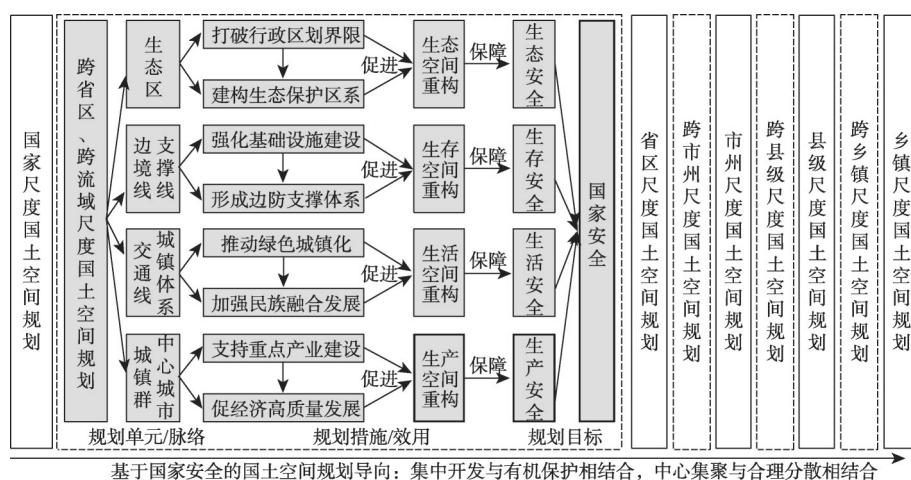 国家尺度国土空间规划
跨省区、跨流域尺度国土空间规划
生态区
打破行政区划界限
建构生态保护区系
促进
生态空间重构
保障
生态安全
边境线
支撑线
强化基础设施建设
形成边防支撑体系
促进
生存空间重构
保障
生存安全
交通线
城镇体系
推动绿色城镇化
加强民族融合发展
促进
生活空间重构
保障
生活安全
城镇群
中心城市
支持重点产业建设
促经济高质量发展
促进
生产空间重构
保障
生产安全
国家安全
规划单元/脉络
规划措施/效用
规划目标
省区尺度国土空间规划
跨市州尺度国土空间规划
市州尺度国土空间规划
跨县级尺度国土空间规划
县级尺度国土空间规划
跨乡镇尺度国土空间规划
乡镇尺度国土空间规划
基于国家安全的国土空间规划导向：集中开发与有机保护相结合，中心集聚与合理分散相结合